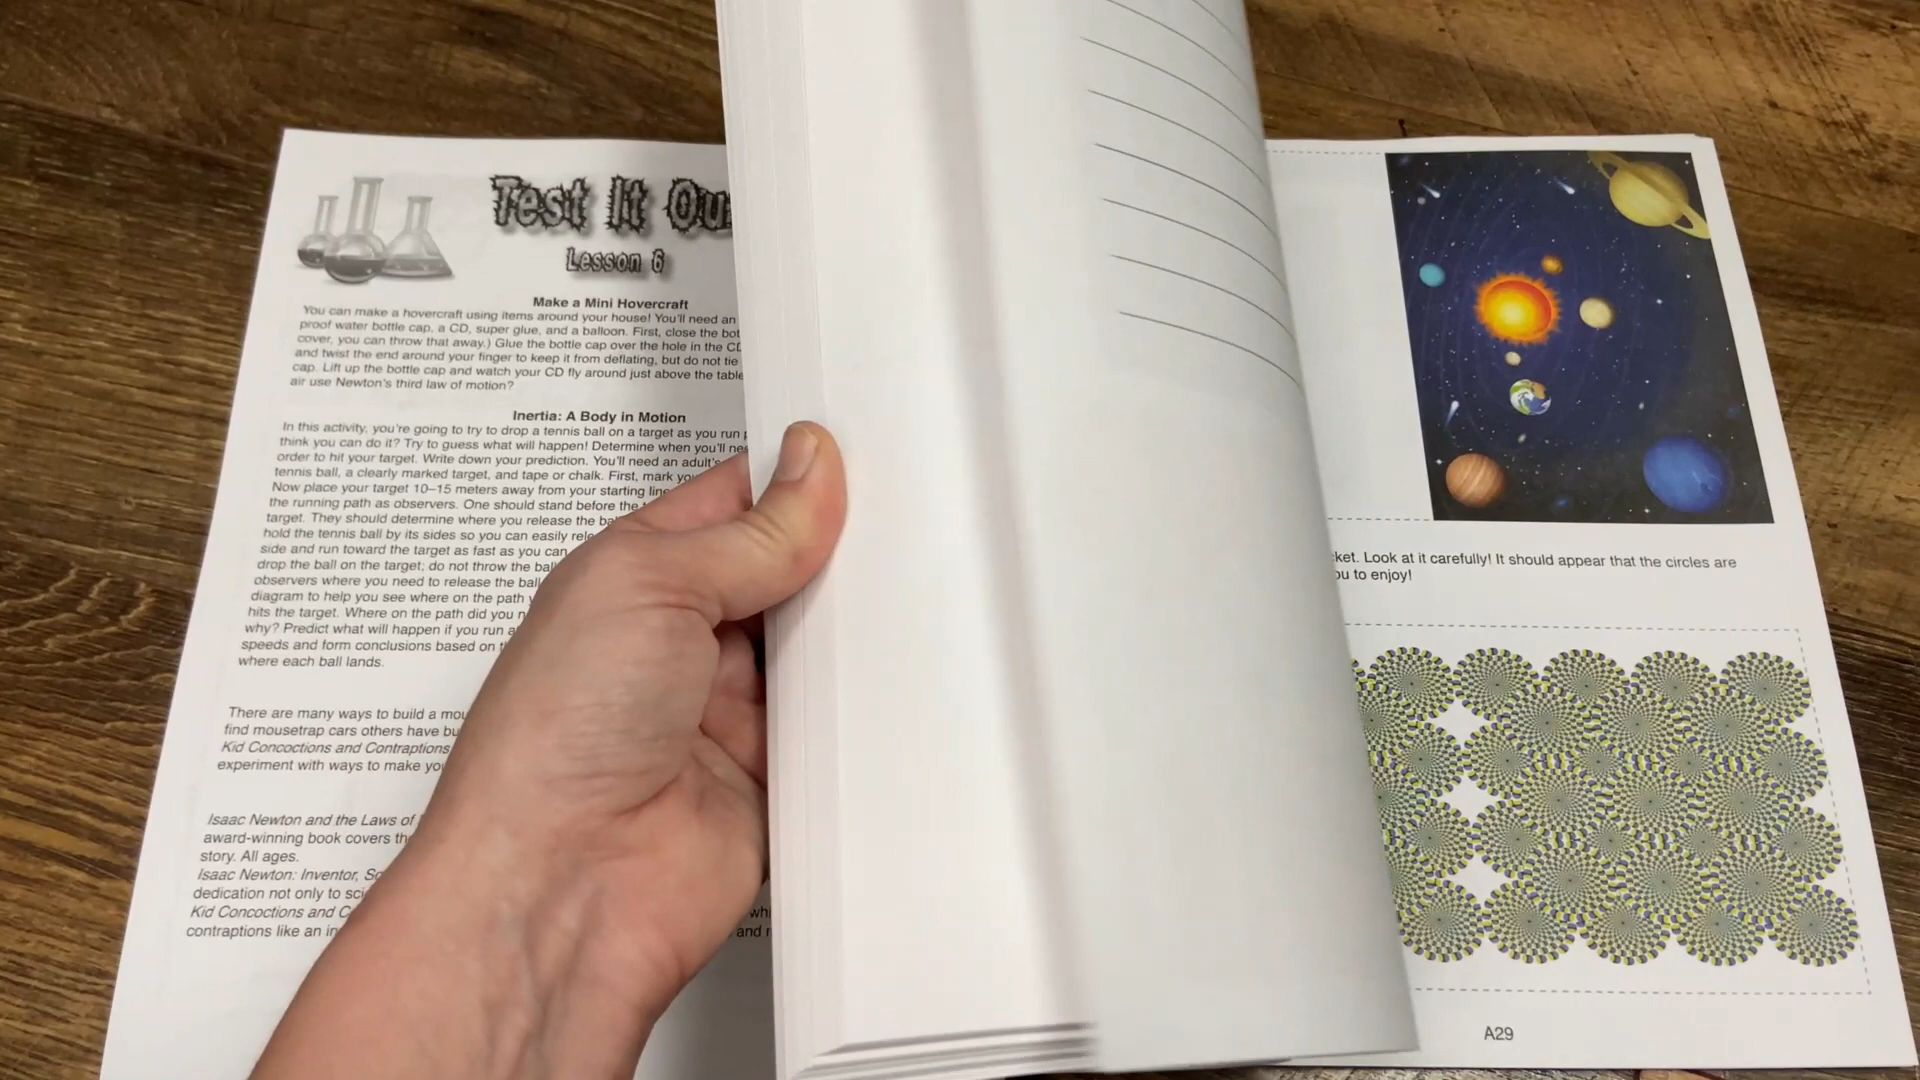 Test It Ou
Lesson 6
Make a Mini Hovercraft
You can make a hovercraft using items around your house! You'll need an
proof water bottle cap, a CD, super glue, and a balloon. First, close the bot
cover, you can throw that away.) Glue the bottle cap over the hole in the CD
and twist the end around your finger to keep it from deflating, but do not tie
cap. Lift up the bottle cap and watch your CD fly around just above the table
air use Newton's third law of motion?
Inertia: A Body in Motion
In this activity, you're going to try to drop a tennis ball on a target as you run
think you can do it? Try to guess what will happen! Determine when you'll ne
order to hit your target. Write down your prediction. You'll need an adult's
tennis ball, a clearly marked target, and tape or chalk. First, mark yo
Now place your target 10–15 meters away from your starting line
the running path as observers. One should stand before the
target. They should determine where you release the ba
hold the tennis ball by its sides so you can easily rele
side and run toward the target as fast as you can
drop the ball on the target; do not throw the bal
observers where you need to release the ball
diagram to help you see where on the path
hits the target. Where on the path did you n
why? Predict what will happen if you run a
speeds and form conclusions based on
where each ball lands.
There are many ways to build a mou
find mousetrap cars others have bu
Kid Concoctions and Contraptions
experiment with ways to make yo
Isaac Newton and the Laws of
award-winning book covers th
story. All ages.
Isaac Newton: Inventor, Sc
dedication not only to sci
Kid Concoctions and C
whi
contraptions like an in
and r
ket. Look at it carefully! It should appear that the circles are
ou to enjoy!
A29